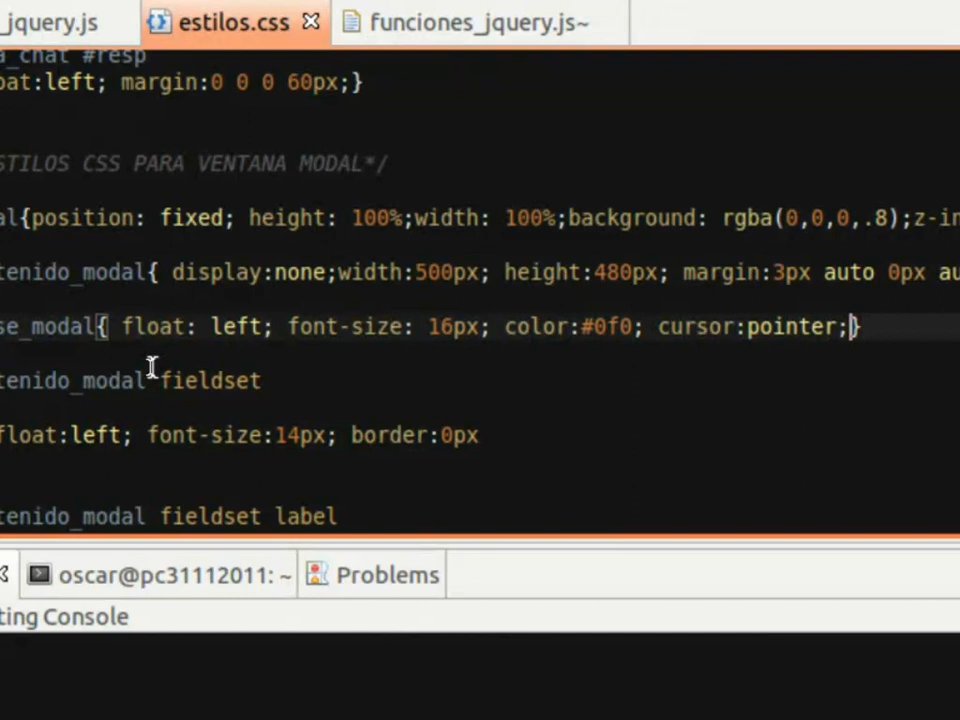 _jquery.js estilos.css funciones_jquery.js~
a_chat #resp
oat:left; margin:0 0 0 60px;}
STILOS CSS PARA VENTANA MODAL*/
al{position: fixed; height: 100%;width: 100%;background: rgba(0,0,0,.8);z-in
tenido_modal{ display:none;width:500px; height:480px; margin:3px auto 0px au
se_modal{ float: left; font-size: 16px; color:#0f0; cursor:pointer;}
tenido_modal fieldset
float:left; font-size:14px; border:0px
tenido_modal fieldset label
oscar@pc31112011: ~ Problems
ting Console